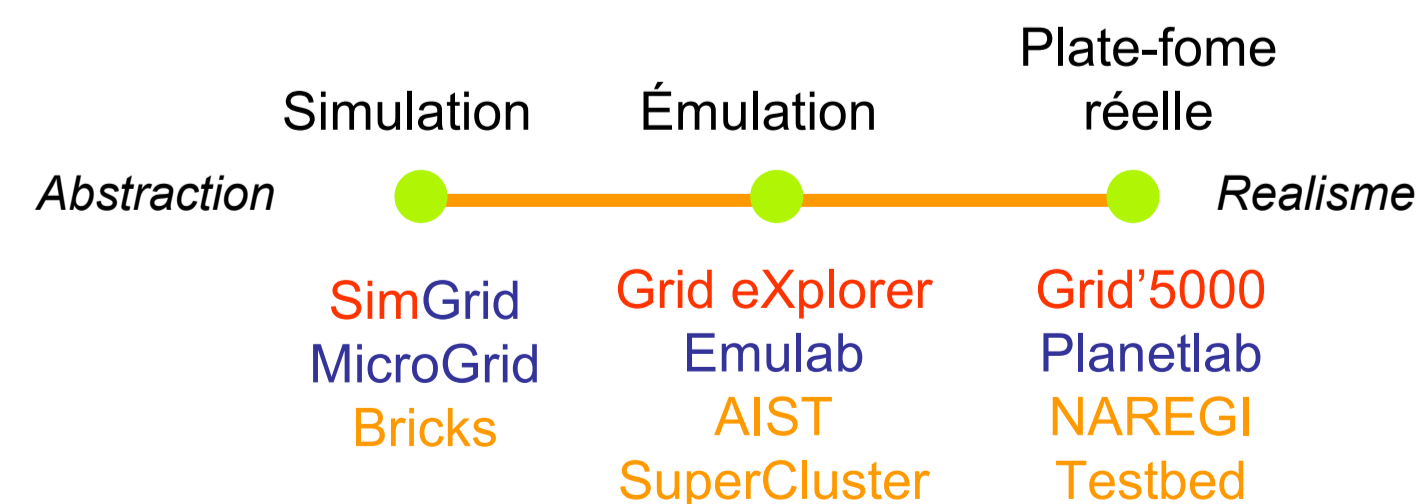 Plate-fome
Simulation Émulation réelle
Abstraction Realisme
SimGrid Grid eXplorer Grid'5000
MicroGrid Emulab Planetlab
Bricks AIST NAREGI
SuperCluster Testbed